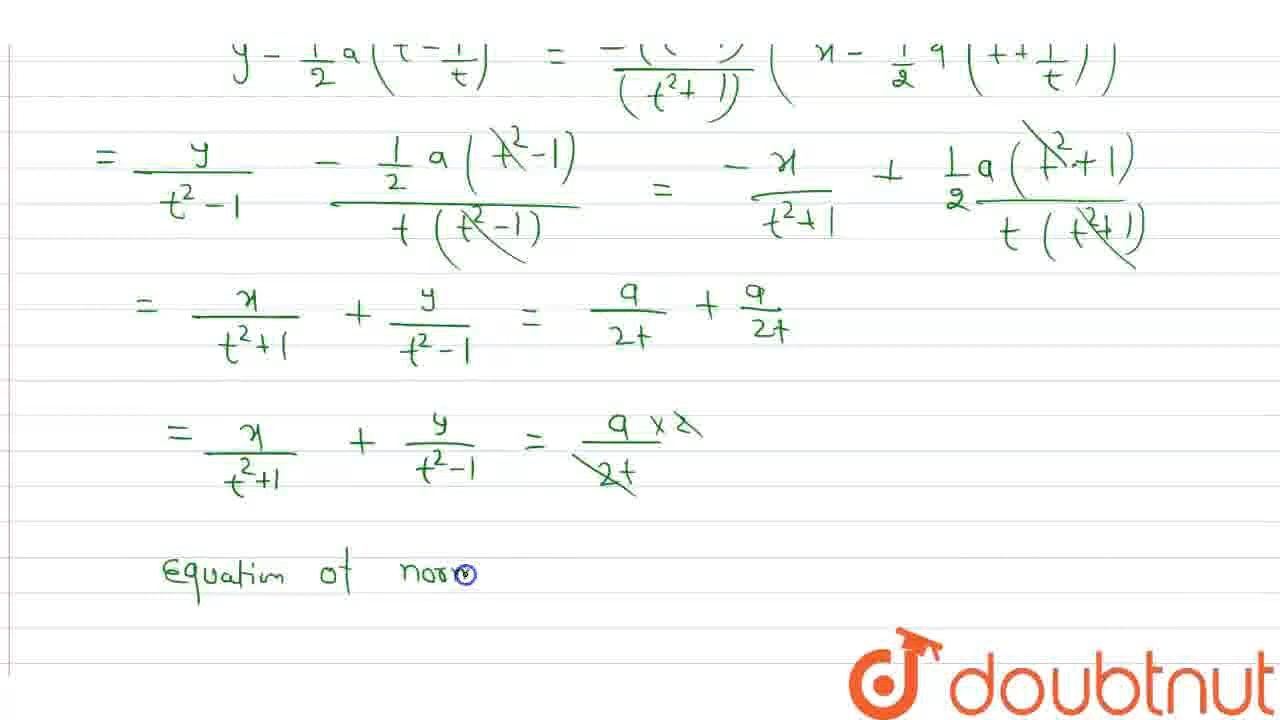 y - 1/2 a (t - 1/t) = / (t²+1) (x - 1/2 a (t + 1/t))
= y/(t²-1) - 1/2 a (t²-1) / t(t²-1) = -x/(t²+1) + 1/2 a (t²+1) / t(t²+1)
= x/(t²+1) + y/(t²-1) = a/2t + a/2t
= x/(t²+1) + y/(t²-1) = a×2/2t
Equation of norm
doubtnut